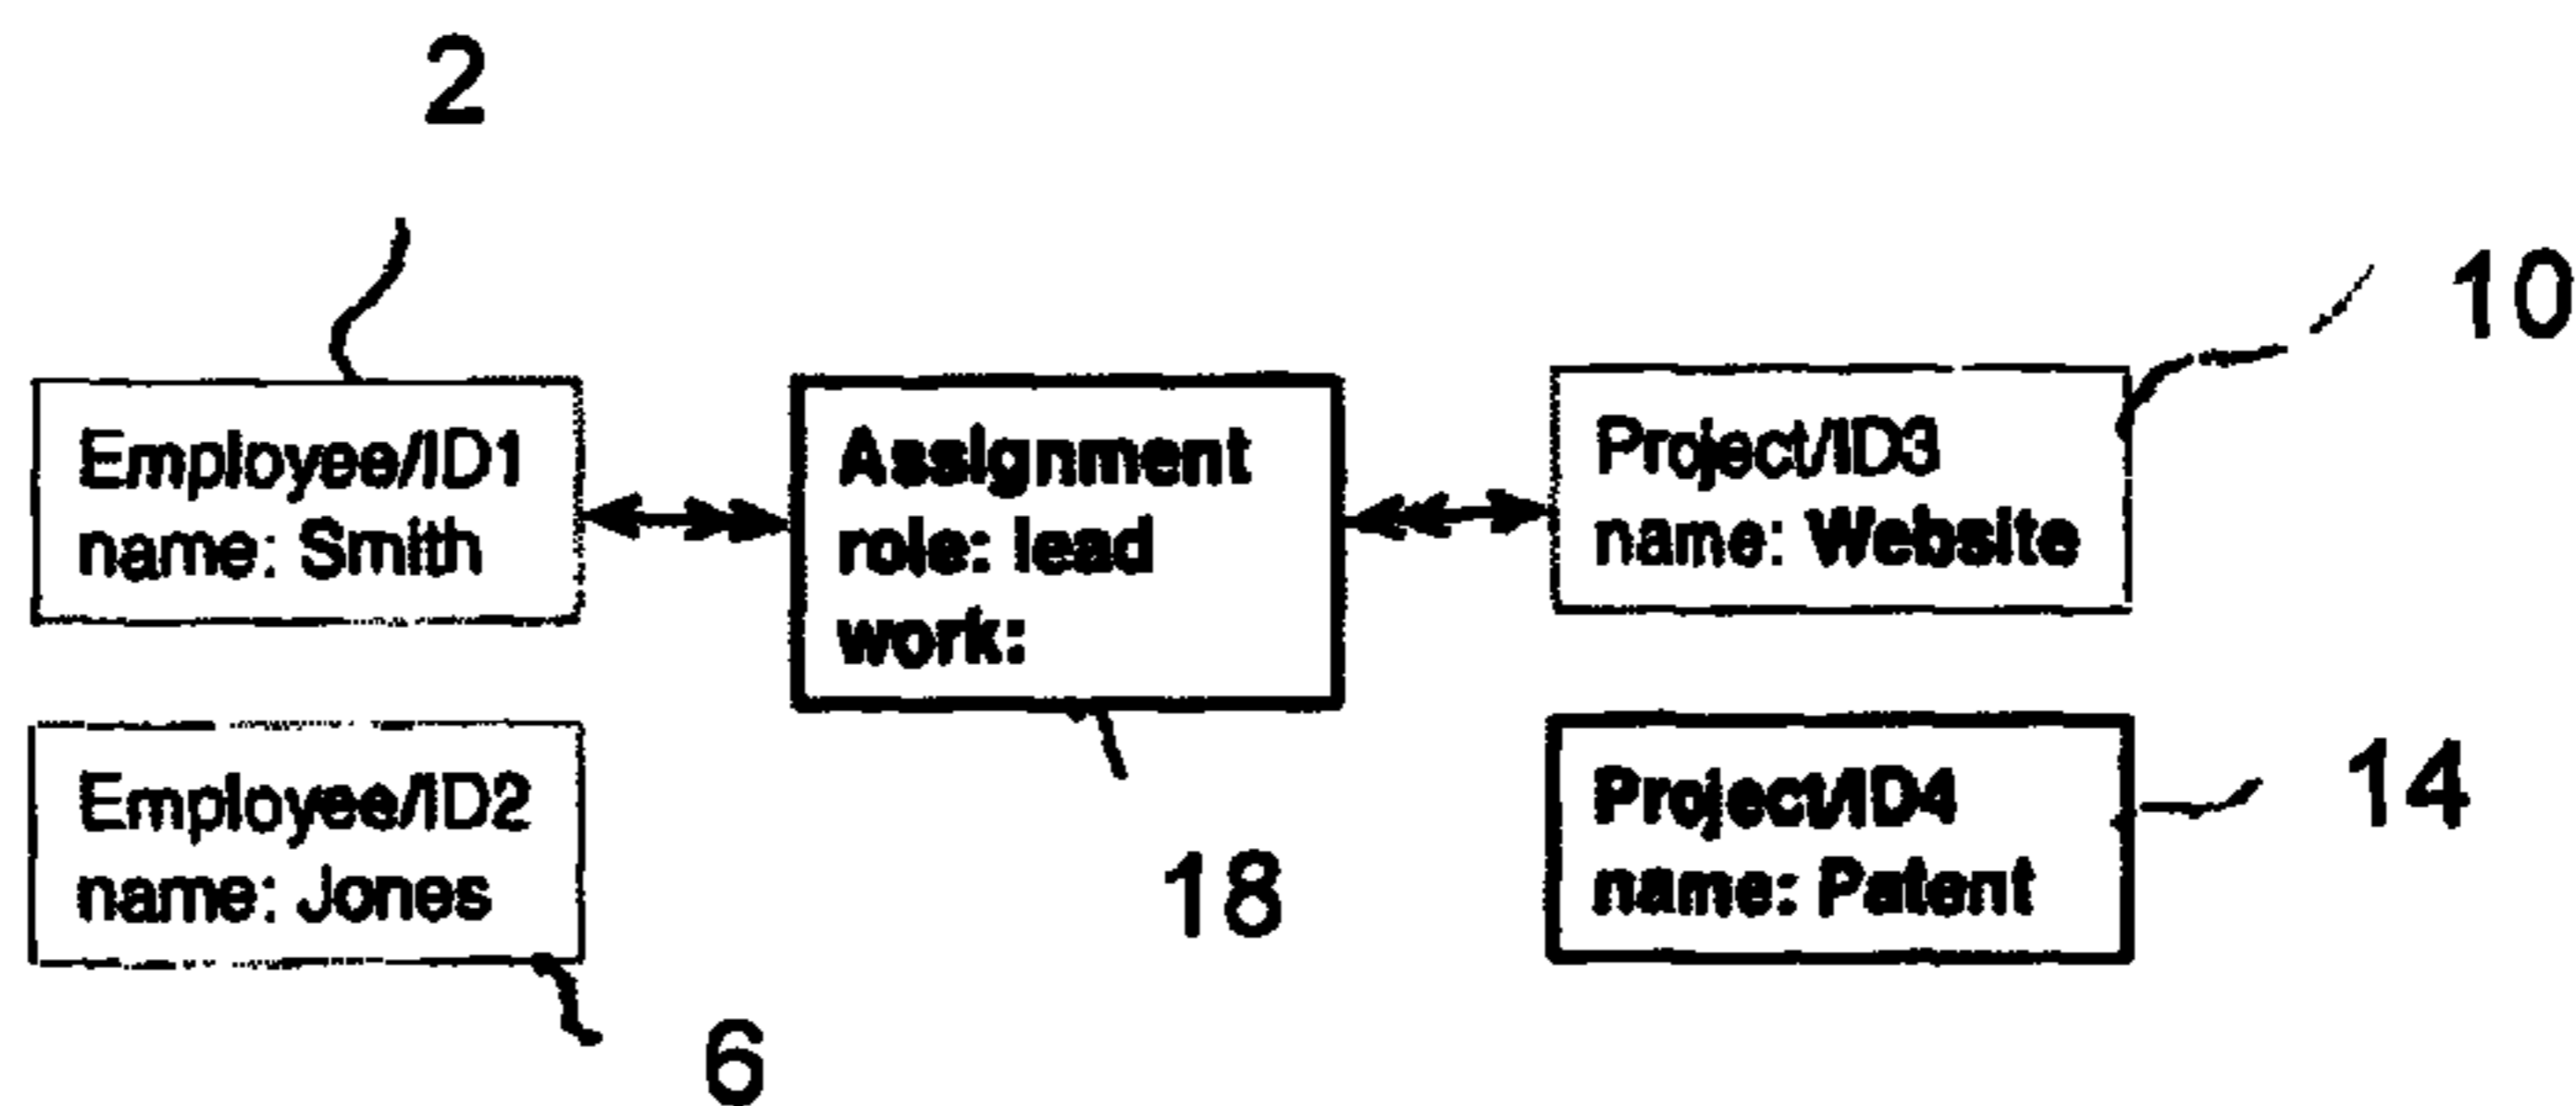 2
10
Employee/ID1
name: Smith
Assignment
role: lead
work:
Project/ID3
name: Website
Employee/ID2
name: Jones
Project/ID4
name: Patent
14
18
6